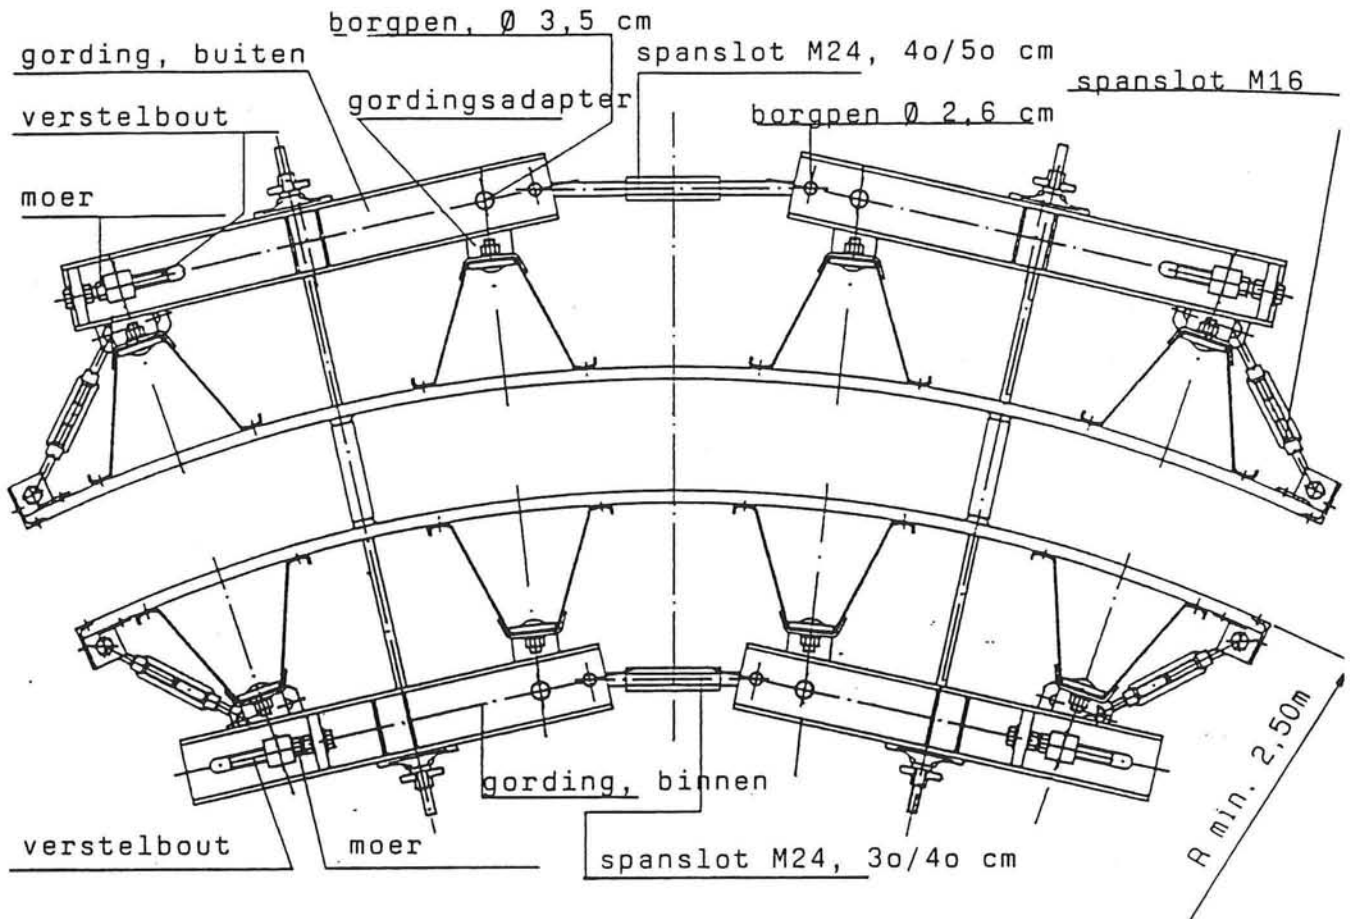 borgpen, Ø 3,5 cm
gording, buiten
spanslot M24, 4o/5o cm
spanslot M16
verstelbout
gordingsadapter
borgpen Ø 2,6 cm
moer
R min. 2,50m
gording, binnen
verstelbout
moer
spanslot M24, 3o/4o cm